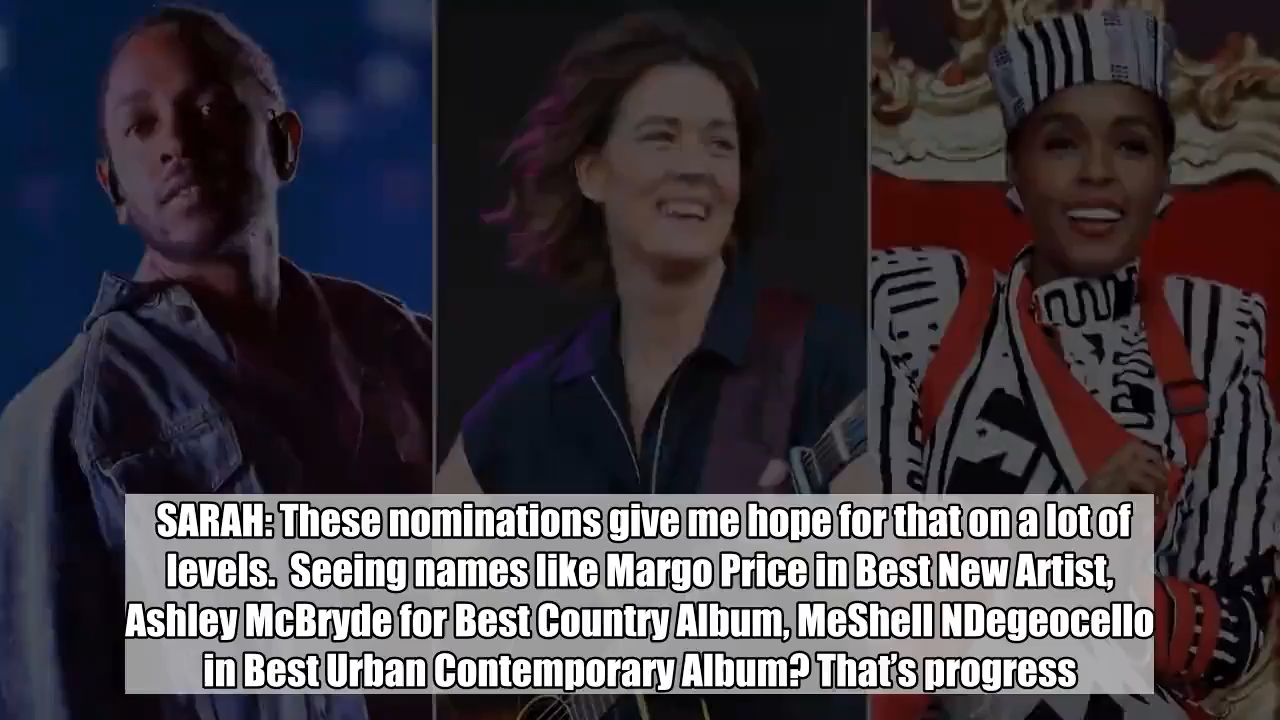 SARAH: These nominations give me hope for that on a lot of
levels.  Seeing names like Margo Price in Best New Artist,
Ashley McBryde for Best Country Album, MeShell NDegeocello
in Best Urban Contemporary Album? That’s progress